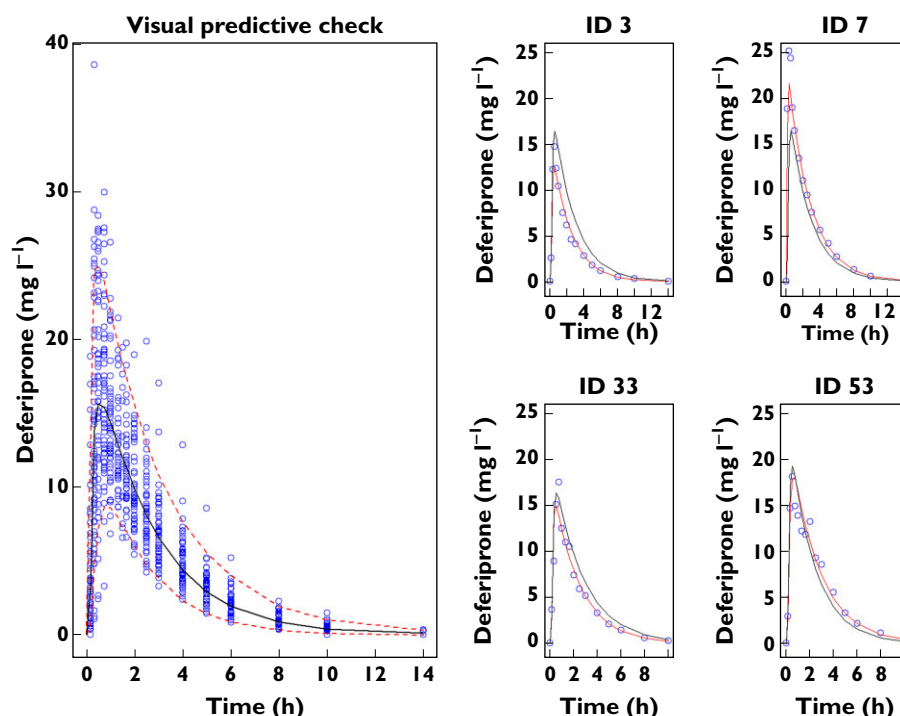 Visual predictive check
40
30
20
10
0
Deferiprone (mg l⁻¹)
0 2 4 6 8 10 12 14
Time (h)
ID 3
25
20
15
10
5
0
Deferiprone (mg l⁻¹)
0 4 8 12
Time (h)
ID 7
25
20
15
10
5
0
Deferiprone (mg l⁻¹)
0 4 8 12
Time (h)
ID 33
25
20
15
10
5
0
Deferiprone (mg l⁻¹)
0 2 4 6 8
Time (h)
ID 53
25
20
15
10
5
0
Deferiprone (mg l⁻¹)
0 2 4 6 8
Time (h)